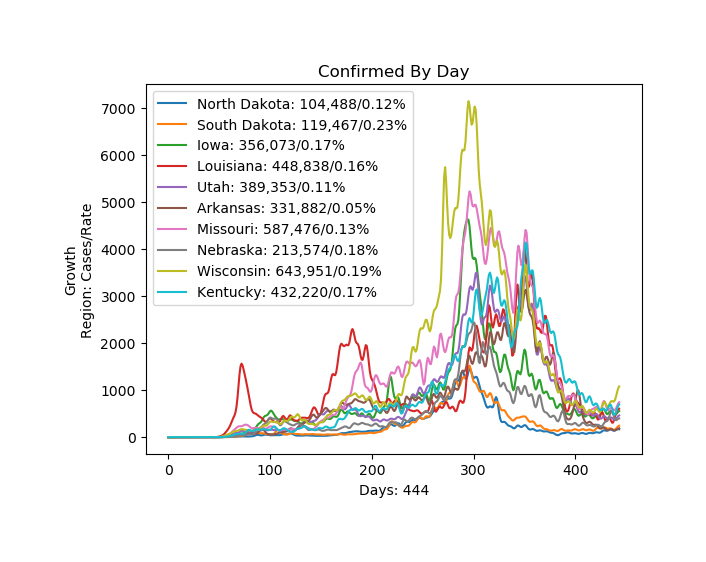 Confirmed By Day
7000
6000
5000
4000
3000
2000
1000
0
Growth
Region: Cases/Rate
North Dakota: 104,488/0.12%
South Dakota: 119,467/0.23%
Iowa: 356,073/0.17%
Louisiana: 448,838/0.16%
Utah: 389,353/0.11%
Arkansas: 331,882/0.05%
Missouri: 587,476/0.13%
Nebraska: 213,574/0.18%
Wisconsin: 643,951/0.19%
Kentucky: 432,220/0.17%
0 100 200 300 400
Days: 444